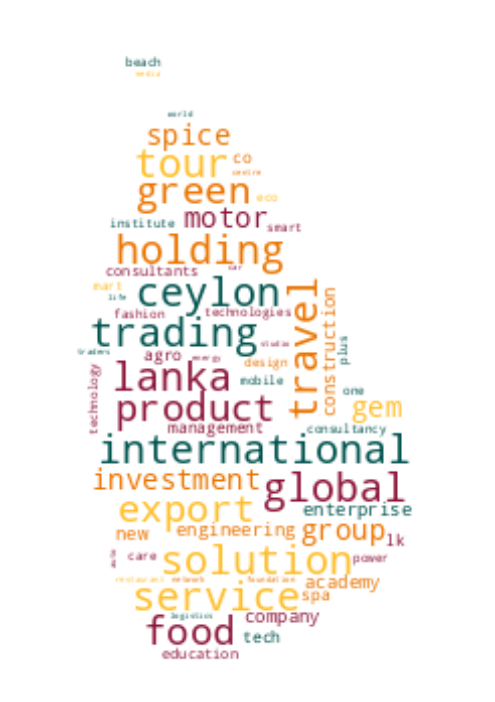 beach
media
world
spice
tour co
centre
green eco
institute motor smart
holding
consultants car
mart ceylon travel
life
fashion technologies construction
trading studio plus
traders
agro energy design
lanka mobile
technology one
product gem
management consultancy
international
investment global
export enterprise
new engineering group lk
care solution power
restaurant network foundation academy
service spa
logistics company
food tech
education